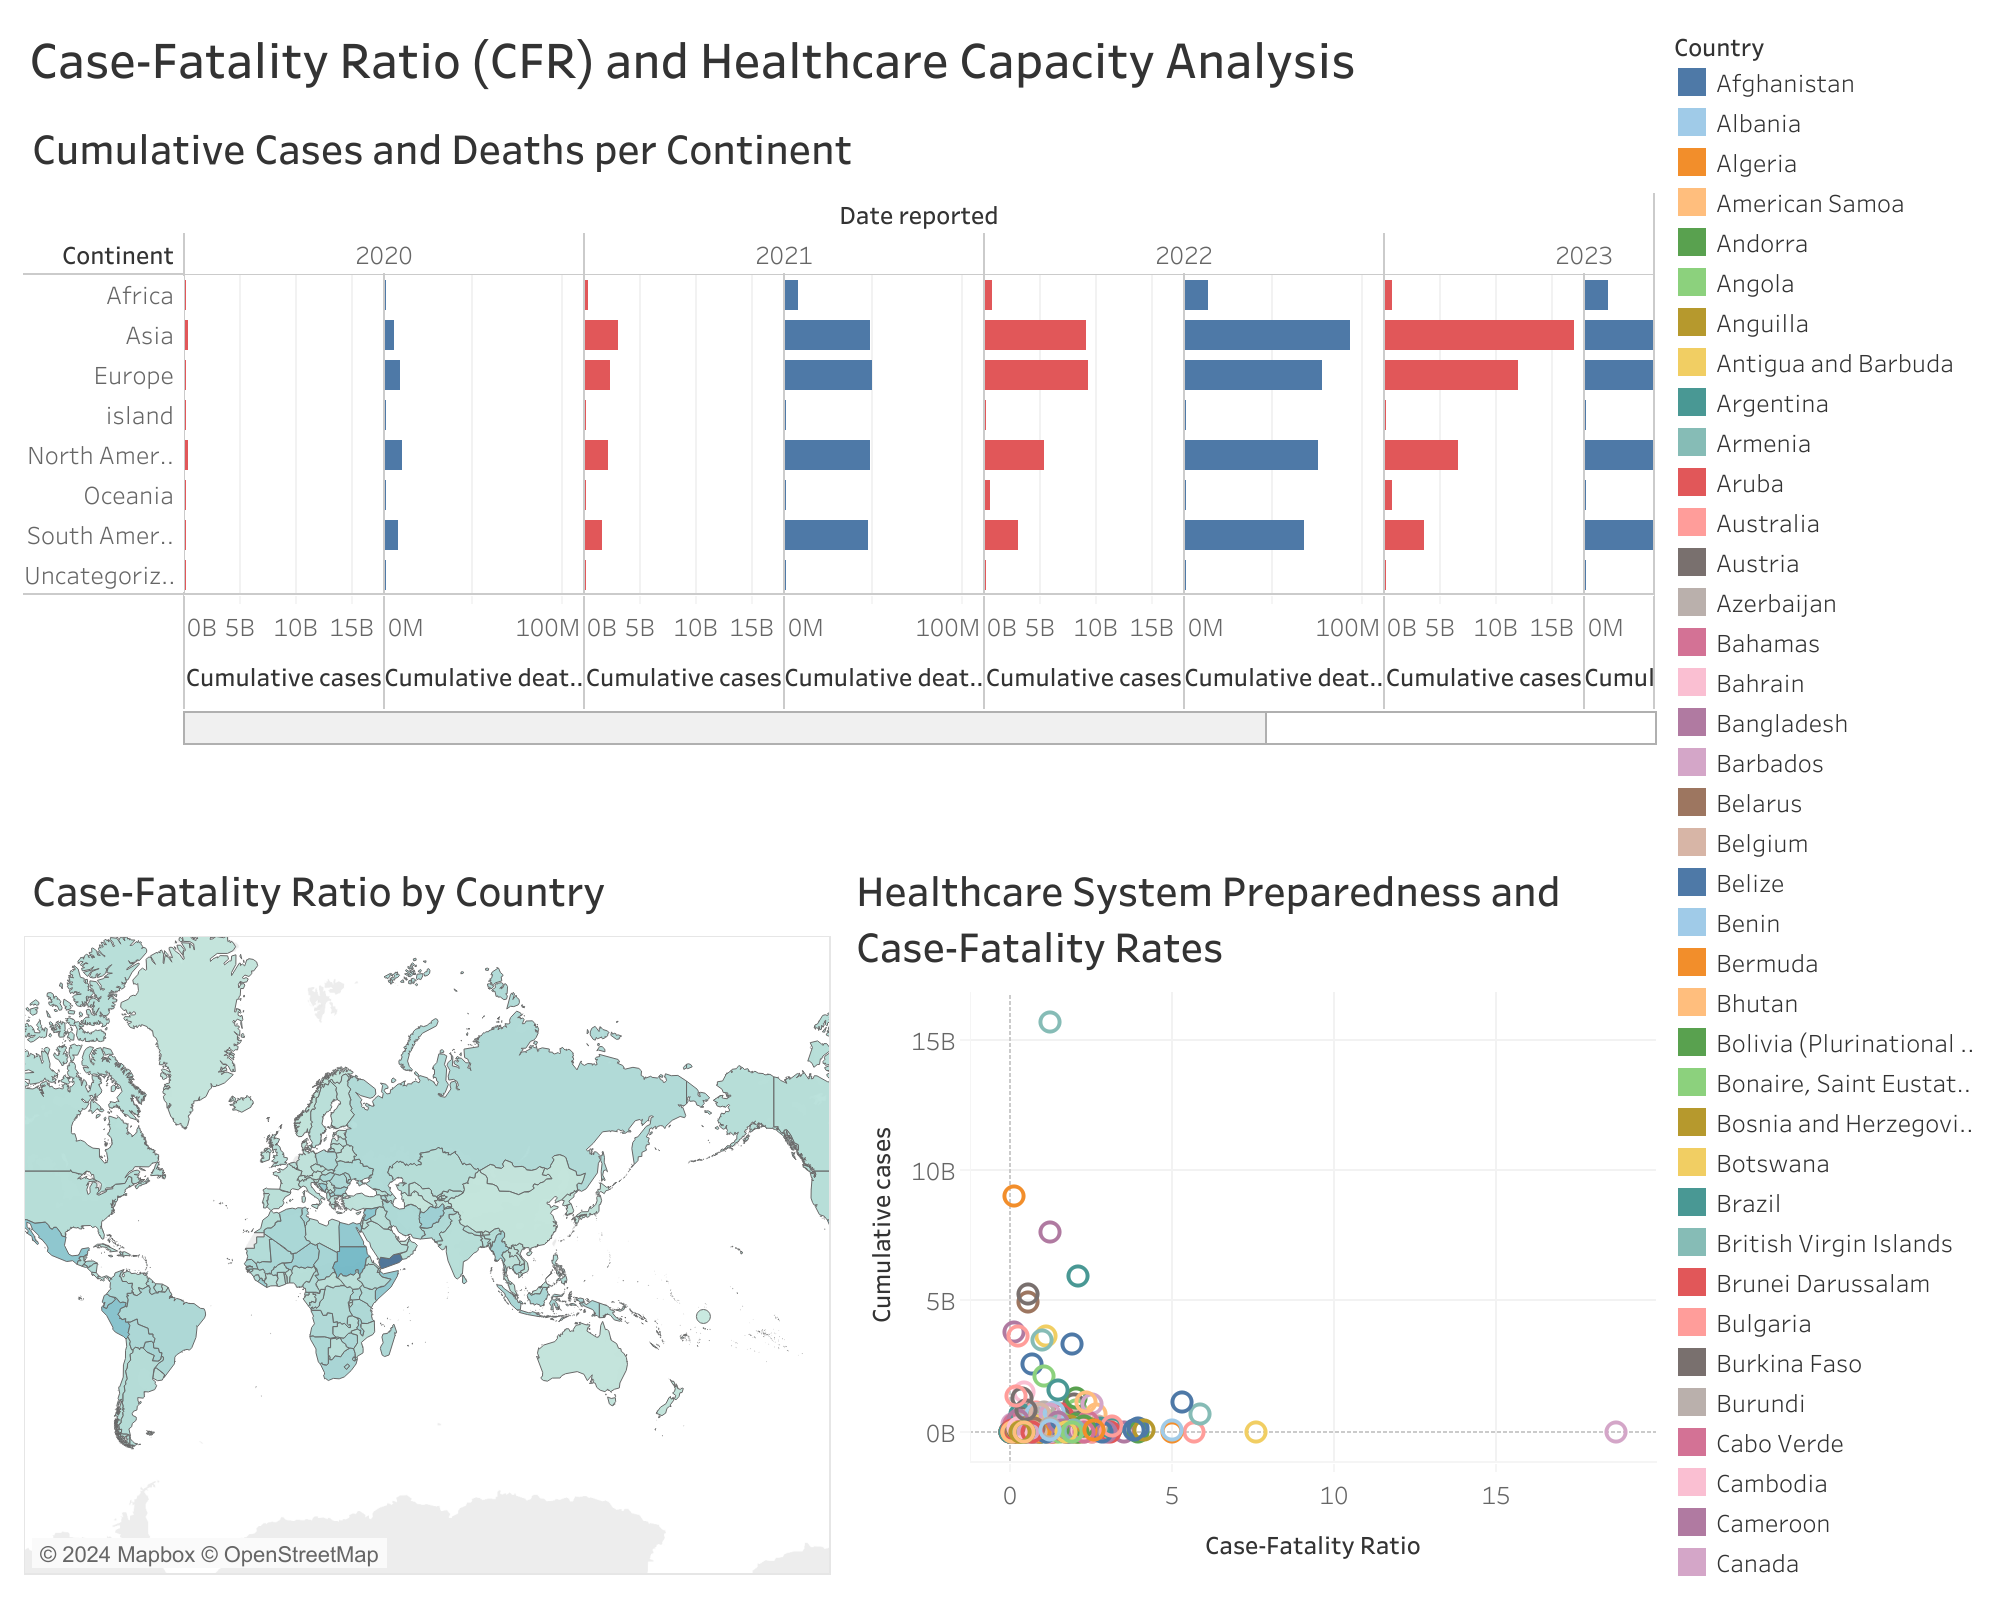 Case-Fatality Ratio (CFR) and Healthcare Capacity Analysis
Cumulative Cases and Deaths per Continent
Date reported
Continent 2020 2021 2022 2023
Africa
Asia
Europe
island
North Amer..
Oceania
South Amer..
Uncategoriz..
0B 5B 10B 15B 0M 100M 0B 5B 10B 15B 0M 100M 0B 5B 10B 15B 0M 100M 0B 5B 10B 15B 0M
Cumulative cases Cumulative deat.. Cumulative cases Cumulative deat.. Cumulative cases Cumulative deat.. Cumulative cases Cumul
Case-Fatality Ratio by Country
© 2024 Mapbox © OpenStreetMap
Healthcare System Preparedness and
Case-Fatality Rates
Cumulative cases
15B
10B
5B
0B
0 5 10 15
Case-Fatality Ratio
Country
Afghanistan
Albania
Algeria
American Samoa
Andorra
Angola
Anguilla
Antigua and Barbuda
Argentina
Armenia
Aruba
Australia
Austria
Azerbaijan
Bahamas
Bahrain
Bangladesh
Barbados
Belarus
Belgium
Belize
Benin
Bermuda
Bhutan
Bolivia (Plurinational ..
Bonaire, Saint Eustat..
Bosnia and Herzegovi..
Botswana
Brazil
British Virgin Islands
Brunei Darussalam
Bulgaria
Burkina Faso
Burundi
Cabo Verde
Cambodia
Cameroon
Canada